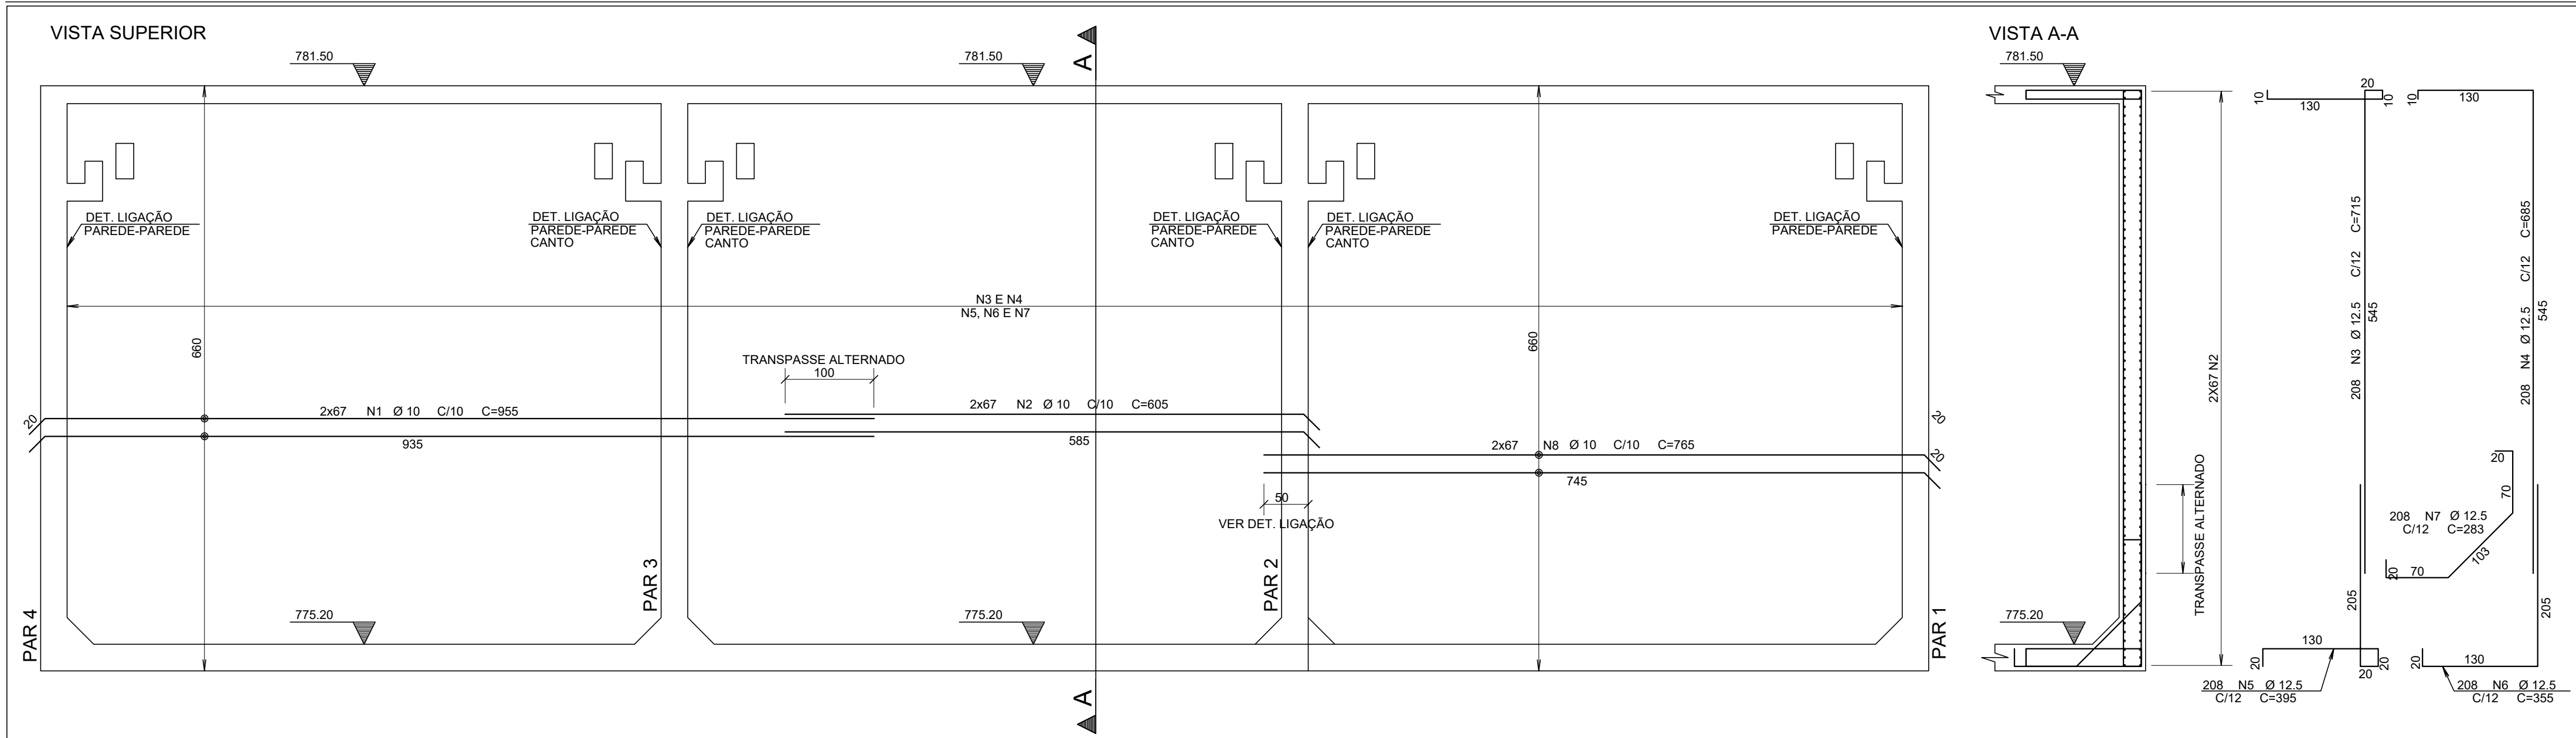 VISTA SUPERIOR
781.50
781.50
A
VISTA A-A
781.50
DET. LIGAÇÃO
PAREDE-PAREDE
DET. LIGAÇÃO
PAREDE-PAREDE
CANTO
DET. LIGAÇÃO
PAREDE-PAREDE
CANTO
DET. LIGAÇÃO
PAREDE-PAREDE
CANTO
DET. LIGAÇÃO
PAREDE-PAREDE
CANTO
DET. LIGAÇÃO
PAREDE-PAREDE
N3 E N4
N5, N6 E N7
660
660
TRANSPASSE ALTERNADO
100
20
2x67 N1 Ø 10 C/10 C=955
935
2x67 N2 Ø 10 C/10 C=605
585
20
2x67 N8 Ø 10 C/10 C=765
745
20
50
VER DET. LIGAÇÃO
PAR 4
PAR 3
PAR 2
PAR 1
775.20
775.20
A
775.20
2X67 N2
TRANSPASSE ALTERNADO
10
130
20
10
208 N3 Ø 12.5 C/12 C=715
545
10
130
208 N4 Ø 12.5 C/12 C=685
545
20
70
208 N7 Ø 12.5
C/12 C=283
103
20
70
205
130
20
20
20
208 N5 Ø 12.5
C/12 C=395
205
20
130
208 N6 Ø 12.5
C/12 C=355